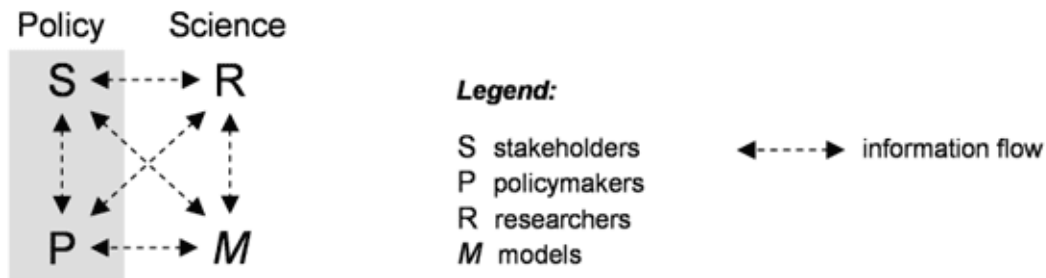 Policy Science
S R
P M
Legend:
S stakeholders
P policymakers
R researchers
M models
information flow